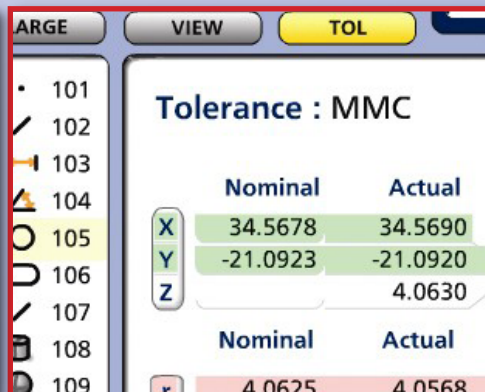 ARGE VIEW TOL
101
102
103
104
105
106
107
108
109
Tolerance : MMC
Nominal Actual
X 34.5678 34.5690
Y -21.0923 -21.0920
Z 4.0630
Nominal Actual
r 4.0625 4.0568